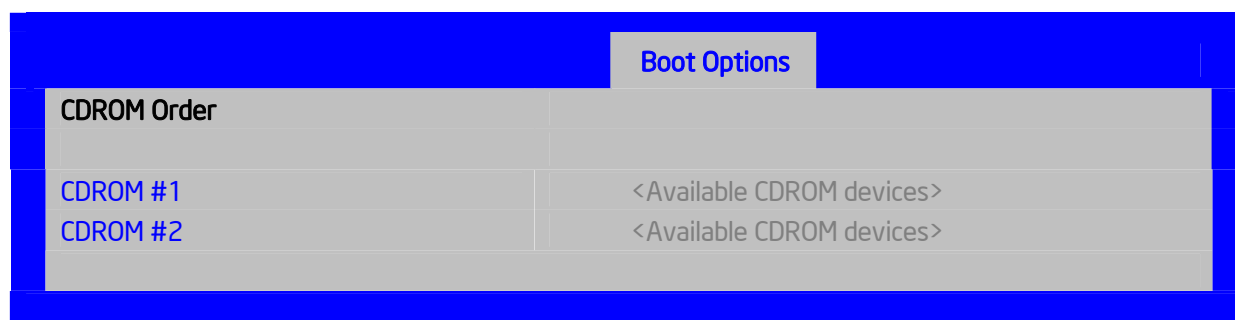 Boot Options
CDROM Order
CDROM #1 <Available CDROM devices>
CDROM #2 <Available CDROM devices>